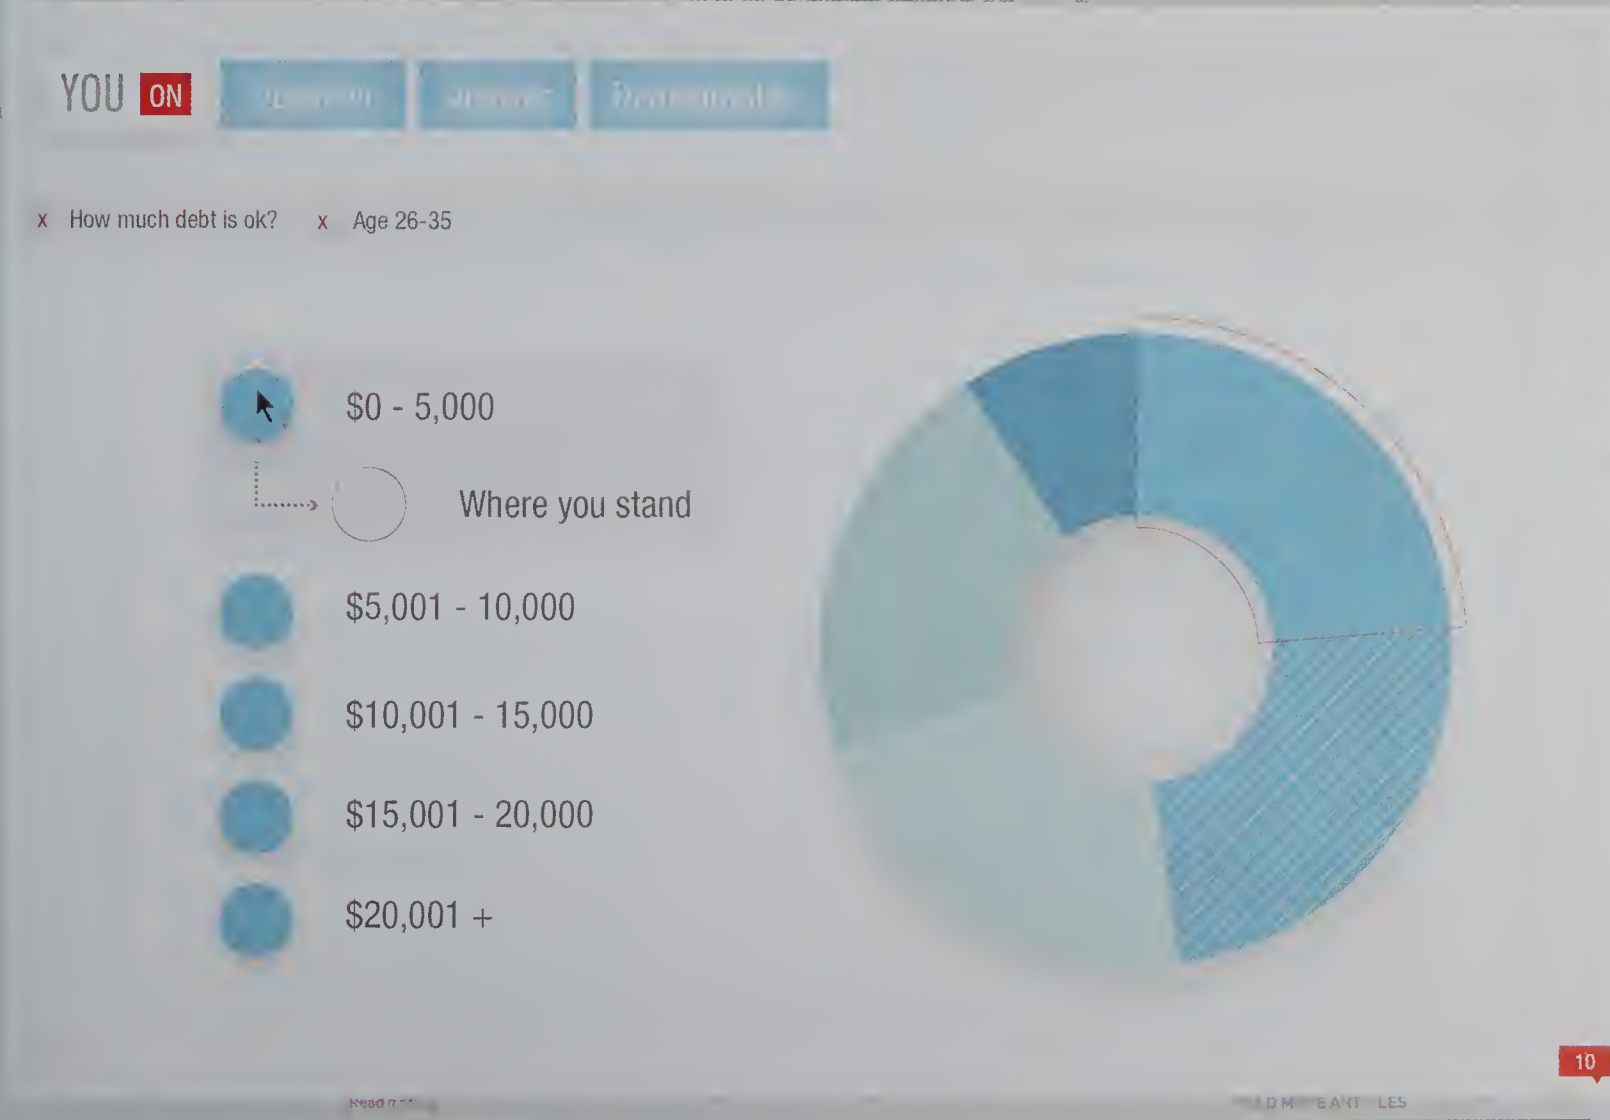 YOU ON
x How much debt is ok? x Age 26-35
$0 - 5,000
Where you stand
$5,001 - 10,000
$10,001 - 15,000
$15,001 - 20,000
$20,001 +
10